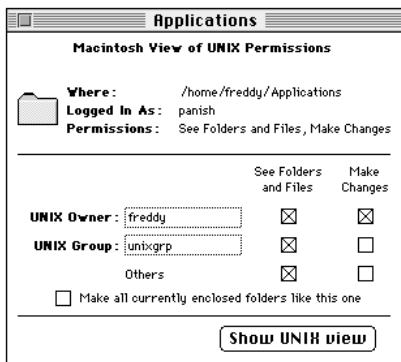 Applications
Macintosh View of UNIX Permissions
Where: /home/freddy/Applications
Logged In As: panish
Permissions: See Folders and Files, Make Changes
See Folders and Files Make Changes
UNIX Owner: freddy
UNIX Group: unixgrp
Others
Make all currently enclosed folders like this one
Show UNIX view